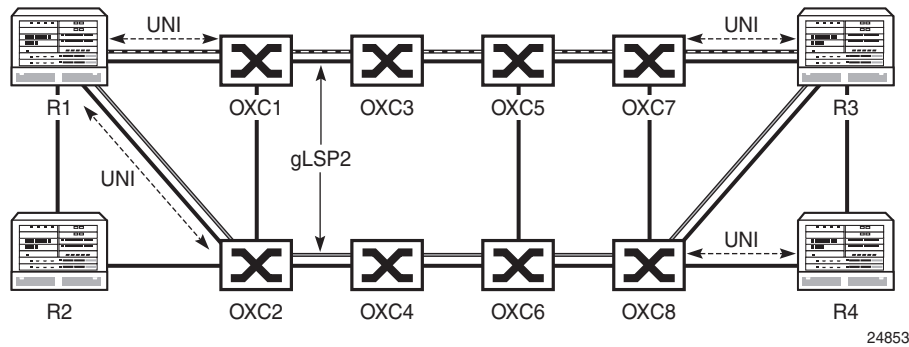 UNI
UNI
R1
OXC1
OXC3
OXC5
OXC7
R3
gLSP2
UNI
UNI
R2
OXC2
OXC4
OXC6
OXC8
R4
24853